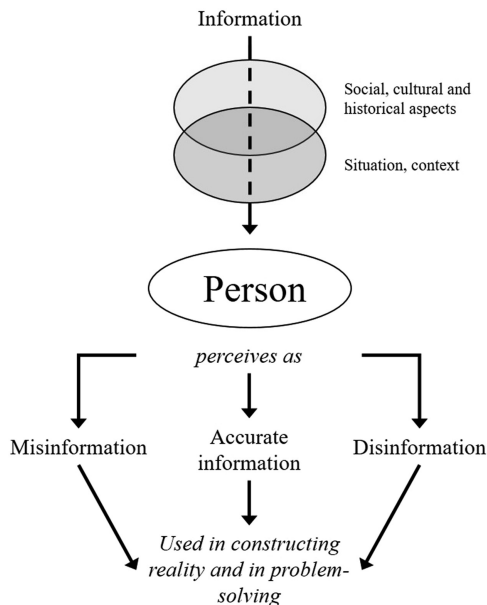 Information
Social, cultural and
historical aspects
Situation, context
Person
perceives as
Misinformation
Accurate
information
Disinformation
Used in constructing
reality and in problem-
solving